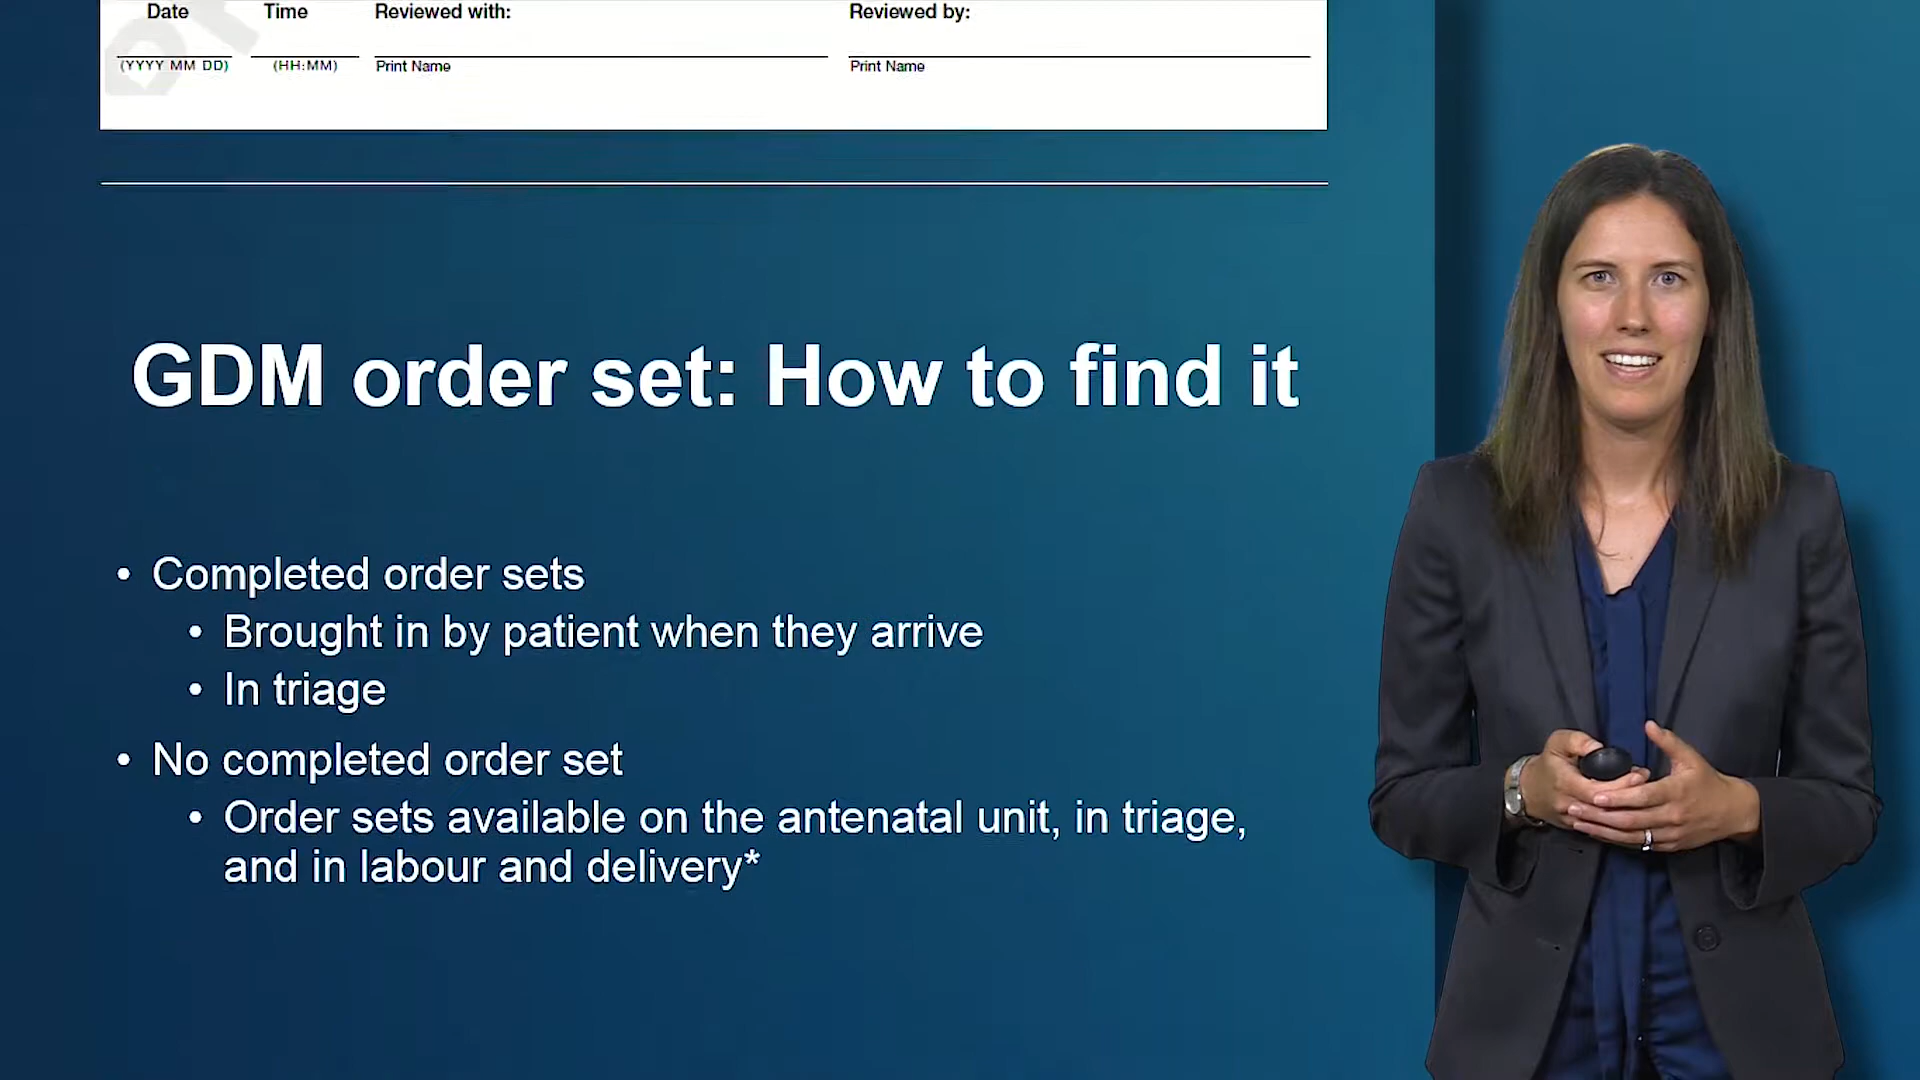 Date Time Reviewed with: Reviewed by:
(YYYY MM DD) (HH:MM) Print Name Print Name
GDM order set: How to find it
• Completed order sets
• Brought in by patient when they arrive
• In triage
• No completed order set
• Order sets available on the antenatal unit, in triage,
and in labour and delivery*